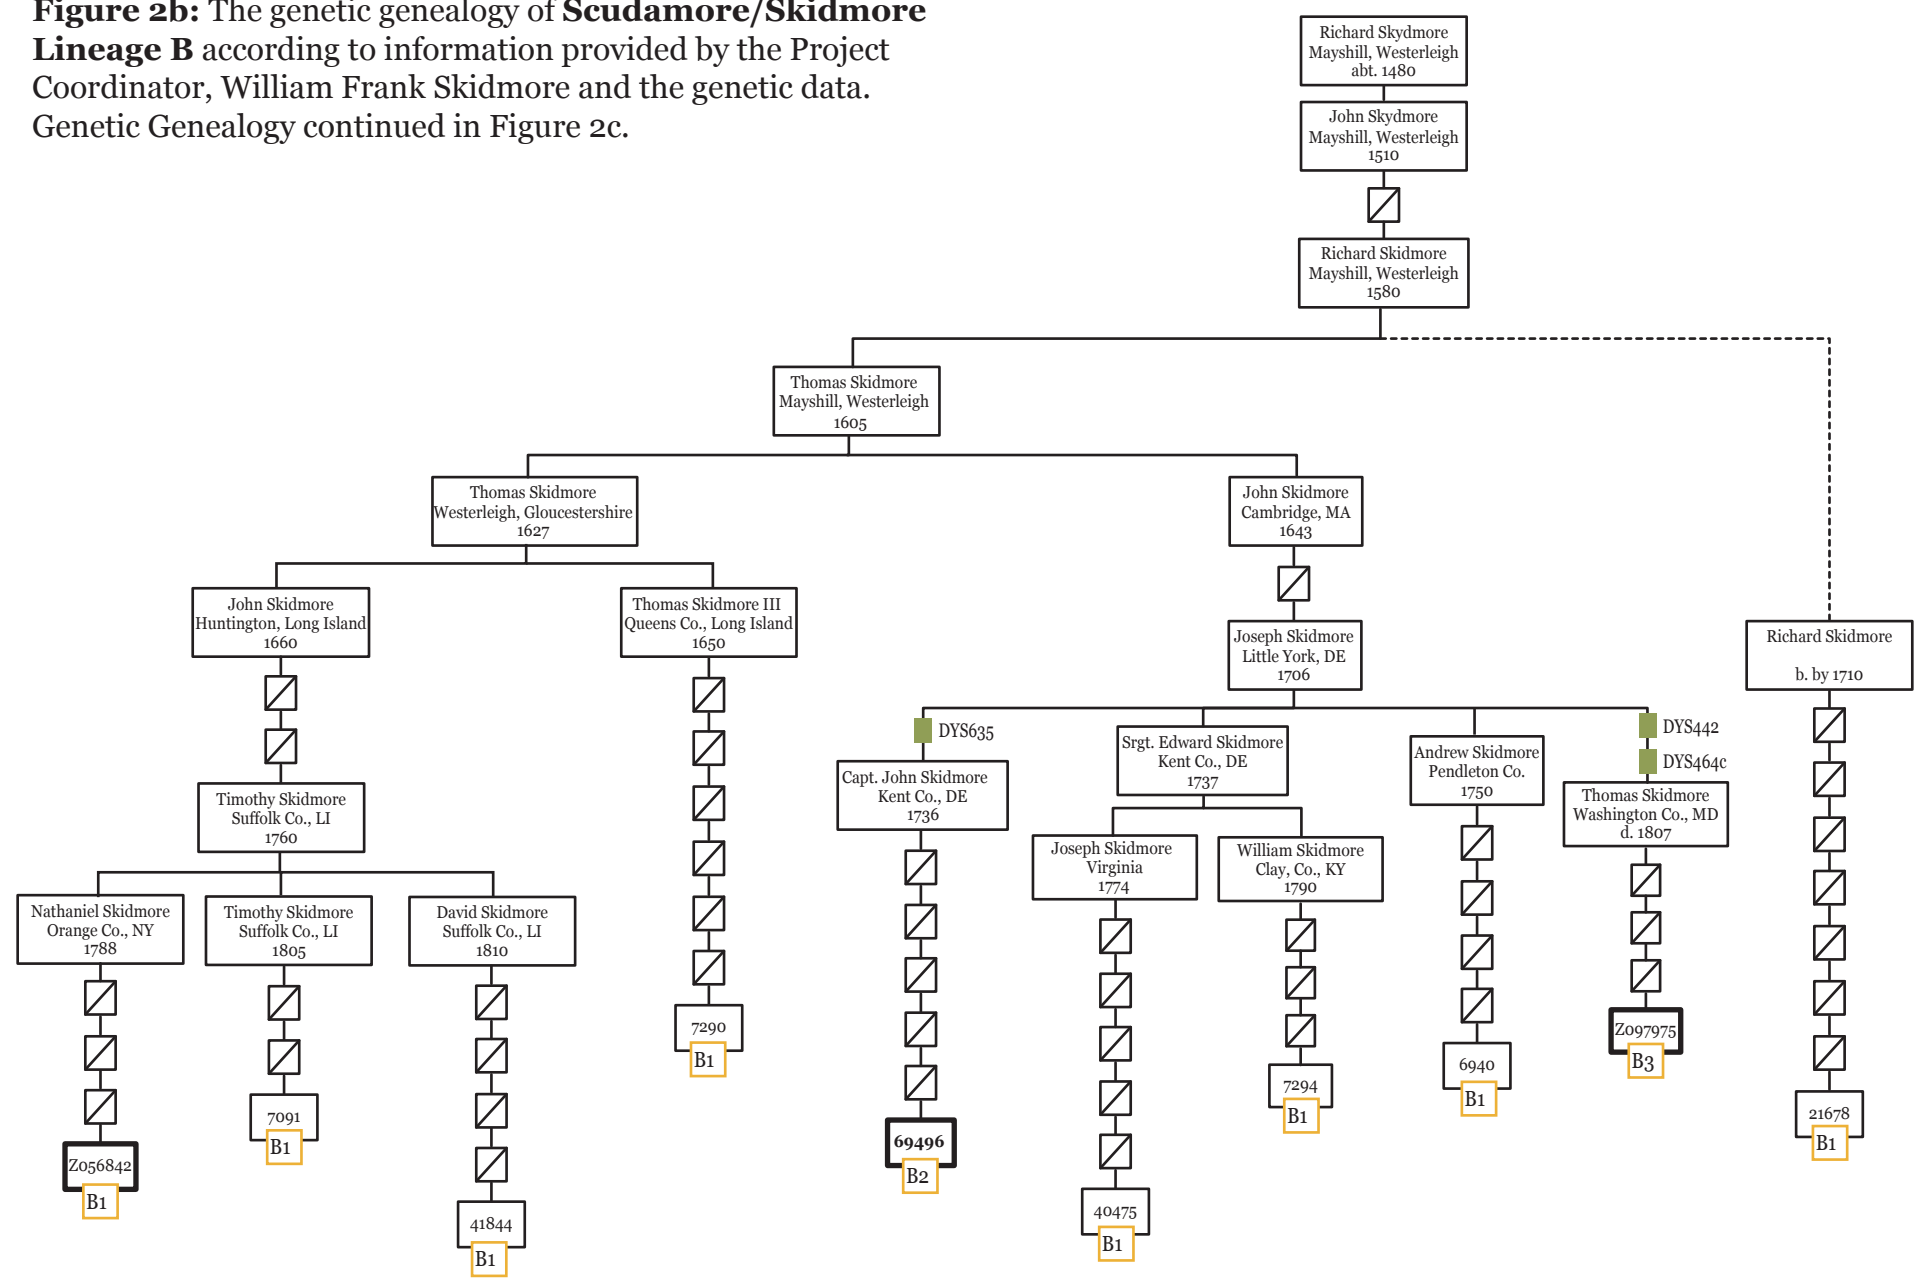 Figure 2b: The genetic genealogy of Scudamore/Skidmore
Lineage B according to information provided by the Project
Coordinator, William Frank Skidmore and the genetic data.
Genetic Genealogy continued in Figure 2c.
Richard Skydmore
Mayshill, Westerleigh
abt. 1480
John Skydmore
Mayshill, Westerleigh
1510
Richard Skidmore
Mayshill, Westerleigh
1580
Thomas Skidmore
Mayshill, Westerleigh
1605
Thomas Skidmore
Westerleigh, Gloucestershire
1627
John Skidmore
Cambridge, MA
1643
John Skidmore
Huntington, Long Island
1660
Thomas Skidmore III
Queens Co., Long Island
1650
Joseph Skidmore
Little York, DE
1706
Richard Skidmore
b. by 1710
DYS635
DYS442
DYS464c
Capt. John Skidmore
Kent Co., DE
1736
Srgt. Edward Skidmore
Kent Co., DE
1737
Andrew Skidmore
Pendleton Co.
1750
Thomas Skidmore
Washington Co., MD
d. 1807
Timothy Skidmore
Suffolk Co., LI
1760
Joseph Skidmore
Virginia
1774
William Skidmore
Clay, Co., KY
1790
Nathaniel Skidmore
Orange Co., NY
1788
Timothy Skidmore
Suffolk Co., LI
1805
David Skidmore
Suffolk Co., LI
1810
Z056842
B1
7091
B1
41844
B1
7290
B1
69496
B2
40475
B1
7294
B1
6940
B1
Z097975
B3
21678
B1